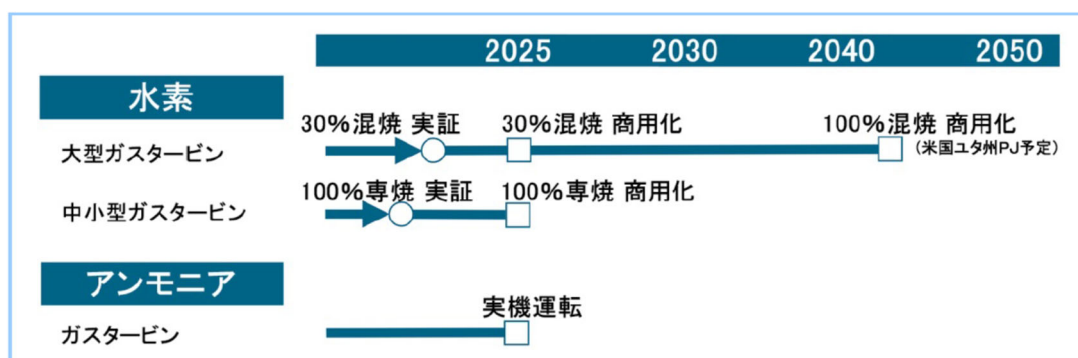 2025 2030 2040 2050
水素
30%混焼 実証 30%混焼 商用化 100%混焼 商用化
大型ガスタービン (米国ユタ州PJ予定)
100%専焼 実証 100%専焼 商用化
中小型ガスタービン
アンモニア
実機運転
ガスタービン